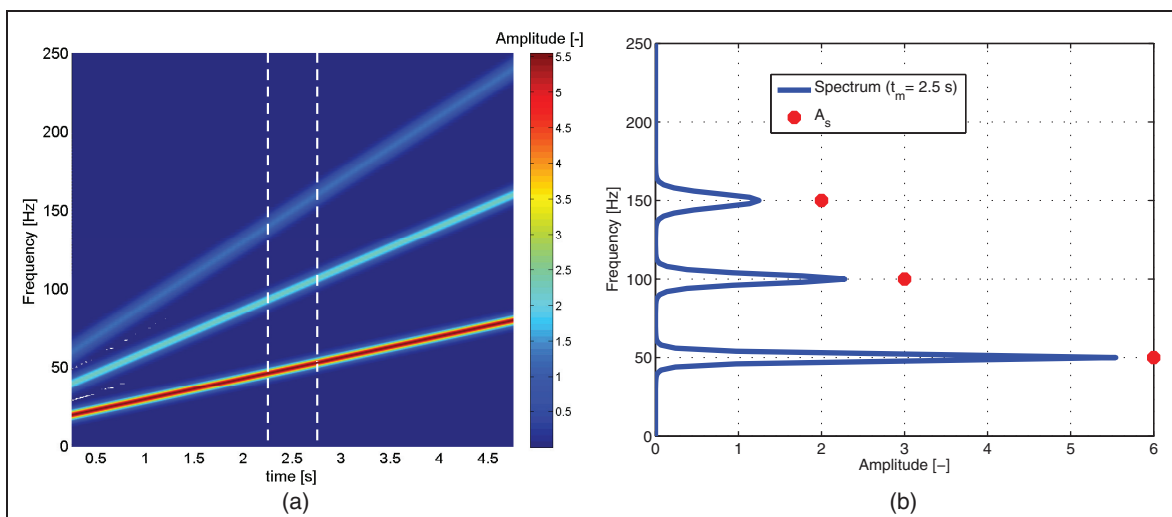 Amplitude [-]
250
200
150
100
50
0
Frequency [Hz]
0.5 1 1.5 2 2.5 3 3.5 4 4.5
time [s]
5.5
5
4.5
4
3.5
3
2.5
2
1.5
1
0.5
(a)
250
200
150
100
50
0
Frequency [Hz]
Spectrum (t_m= 2.5 s)
A_s
0 1 2 3 4 5 6
Amplitude [–]
(b)